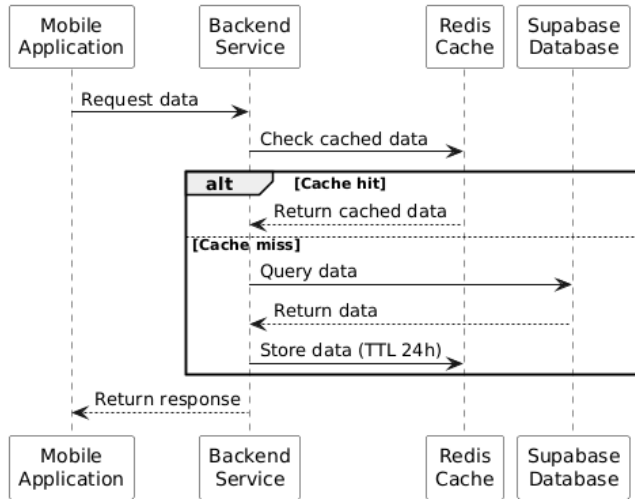 Mobile
Application
Backend
Service
Redis
Cache
Supabase
Database
Request data
Check cached data
alt [Cache hit]
Return cached data
[Cache miss]
Query data
Return data
Store data (TTL 24h)
Return response
Mobile
Application
Backend
Service
Redis
Cache
Supabase
Database